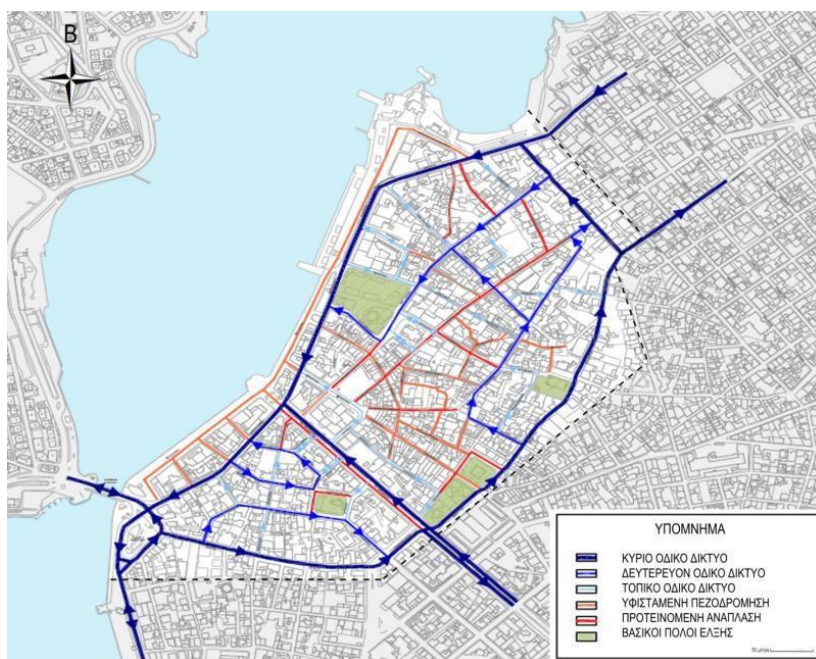 Β
ΥΠΟΜΝΗΜΑ
ΚΥΡΙΟ ΟΔΙΚΟ ΔΙΚΤΥΟ
ΔΕΥΤΕΡΕΥΟΝ ΟΔΙΚΟ ΔΙΚΤΥΟ
ΤΟΠΙΚΟ ΟΔΙΚΟ ΔΙΚΤΥΟ
ΥΦΙΣΤΑΜΕΝΗ ΠΕΖΟΔΡΟΜΗΣΗ
ΠΡΟΤΕΙΝΟΜΕΝΗ ΑΝΑΠΛΑΣΗ
ΒΑΣΙΚΟΙ ΠΟΛΟΙ ΕΛΞΗΣ